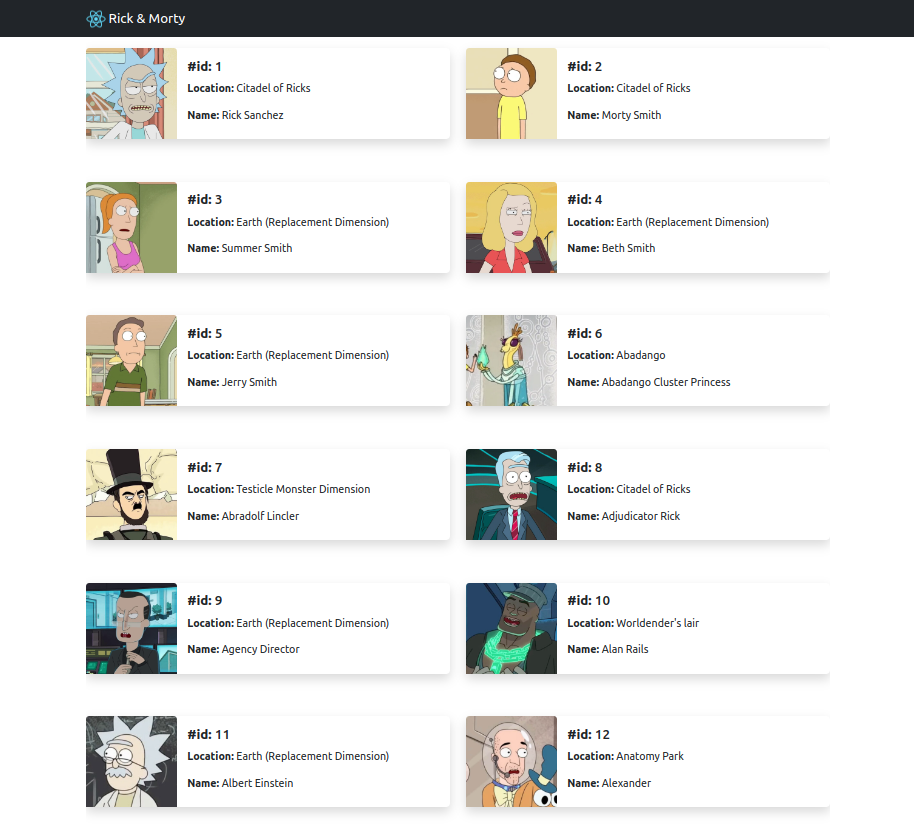 Rick & Morty
#id: 1
Location: Citadel of Ricks
Name: Rick Sanchez
#id: 2
Location: Citadel of Ricks
Name: Morty Smith
#id: 3
Location: Earth (Replacement Dimension)
Name: Summer Smith
#id: 4
Location: Earth (Replacement Dimension)
Name: Beth Smith
#id: 5
Location: Earth (Replacement Dimension)
Name: Jerry Smith
#id: 6
Location: Abadango
Name: Abadango Cluster Princess
#id: 7
Location: Testicle Monster Dimension
Name: Abradolf Lincler
#id: 8
Location: Citadel of Ricks
Name: Adjudicator Rick
#id: 9
Location: Earth (Replacement Dimension)
Name: Agency Director
#id: 10
Location: Worldender's lair
Name: Alan Rails
#id: 11
Location: Earth (Replacement Dimension)
Name: Albert Einstein
#id: 12
Location: Anatomy Park
Name: Alexander